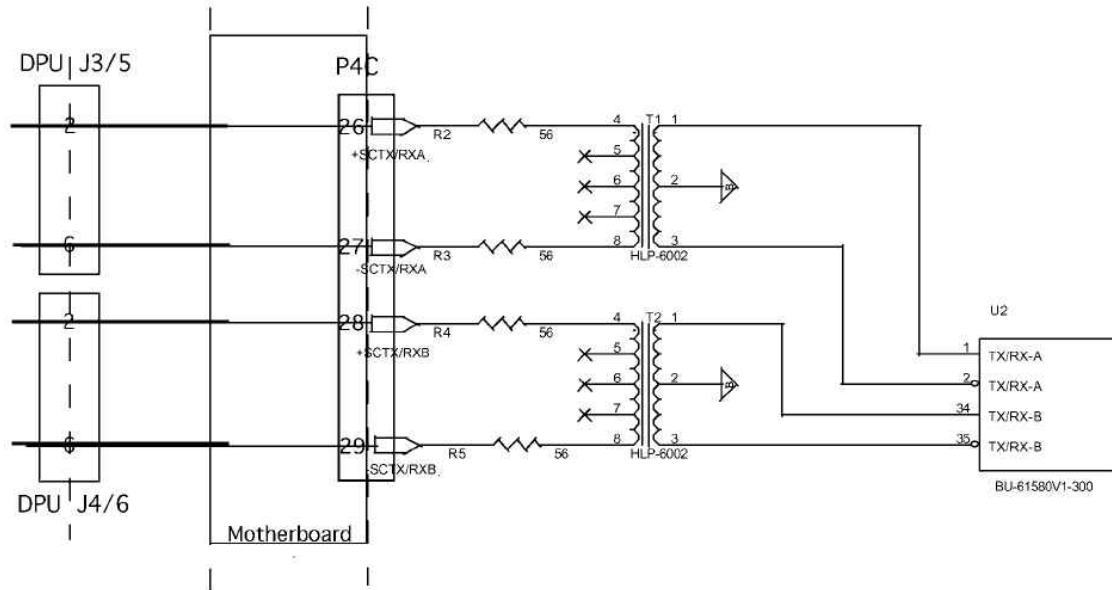 DPU J3/5
P4C
2
26
R2
56
4
T1
1
+SCTX/RXA
5
6
2
B
7
6
27
R3
56
8
3
-SCTX/RXA
HLP-6002
2
28
R4
56
4
T2
1
+SCTX/RXB
5
6
2
B
7
6
29
R5
56
8
3
-SCTX/RXB
HLP-6002
DPU J4/6
Motherboard
U2
1
TX/RX-A
2
TX/RX-A
34
TX/RX-B
35
TX/RX-B
BU-61580V1-300